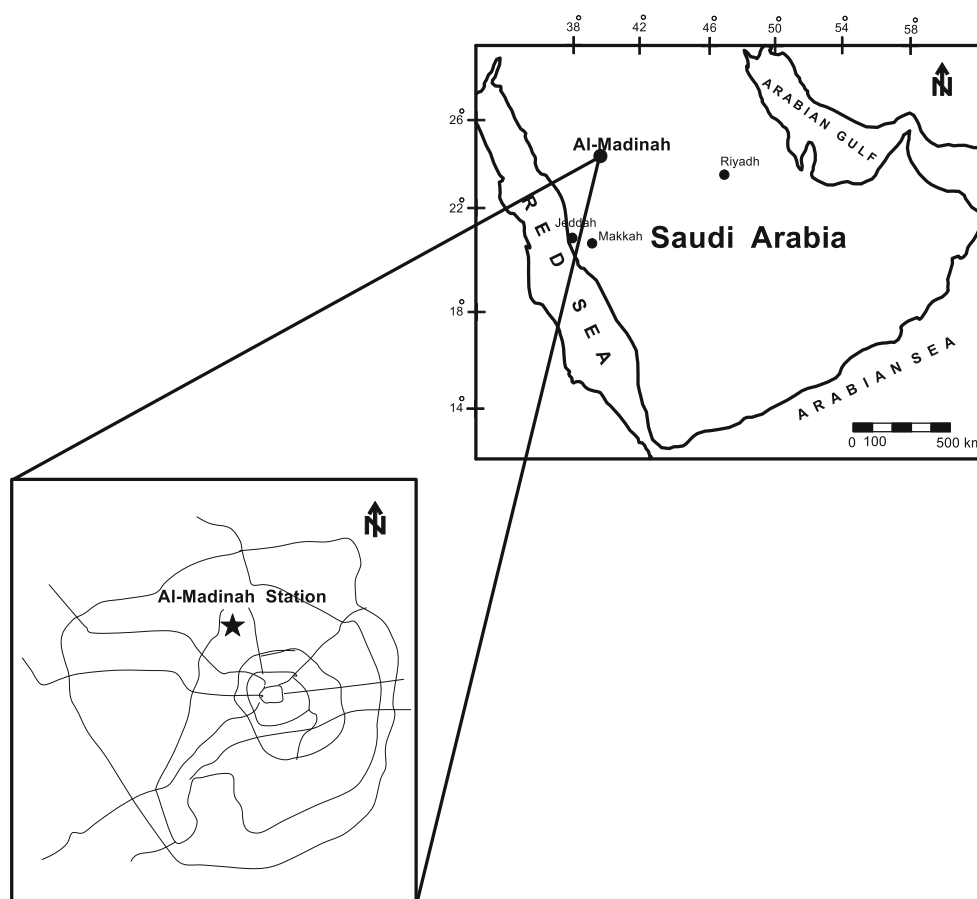 38° 42° 46° 50° 54° 58°
N
26°
22°
18°
14°
ARABIAN GULF
Al-Madinah
Riyadh
RED SEA
Jeddah
Makkah
Saudi Arabia
ARABIAN SEA
0 100 500 km
N
Al-Madinah Station